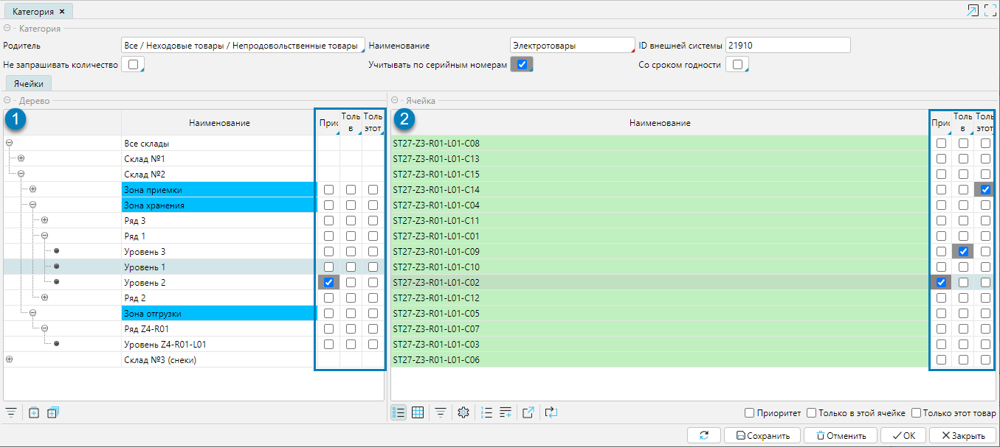 Категория ×
Категория
Родитель Все / Неходовые товары / Непродовольственные товары Наименование Электротовары ID внешней системы 21910
Не запрашивать количество Учитывать по серийным номерам Со сроком годности
Ячейки
Дерево
1
Наименование Приc Толь в Толь этот
Все склады
Склад №1
Склад №2
Зона приемки
Зона хранения
Ряд 3
Ряд 1
Уровень 3
Уровень 1
Уровень 2
Ряд 2
Зона отгрузки
Ряд Z4-R01
Уровень Z4-R01-L01
Склад №3 (снеки)
Ячейка
2
Наименование Приc Толь в Толь этот
ST27-Z3-R01-L01-C08
ST27-Z3-R01-L01-C13
ST27-Z3-R01-L01-C15
ST27-Z3-R01-L01-C14
ST27-Z3-R01-L01-C04
ST27-Z3-R01-L01-C11
ST27-Z3-R01-L01-C01
ST27-Z3-R01-L01-C09
ST27-Z3-R01-L01-C10
ST27-Z3-R01-L01-C02
ST27-Z3-R01-L01-C12
ST27-Z3-R01-L01-C05
ST27-Z3-R01-L01-C07
ST27-Z3-R01-L01-C03
ST27-Z3-R01-L01-C06
Приоритет Только в этой ячейке Только этот товар
Сохранить Отменить ОК Закрыть